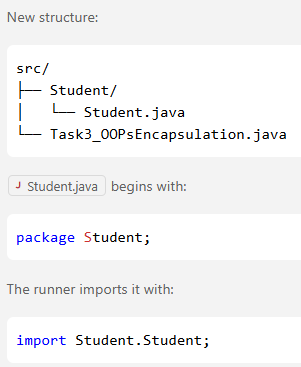 New structure:
src/
├── Student/
│   └── Student.java
└── Task3_OOPsEncapsulation.java
Student.java begins with:
package Student;
The runner imports it with:
import Student.Student;